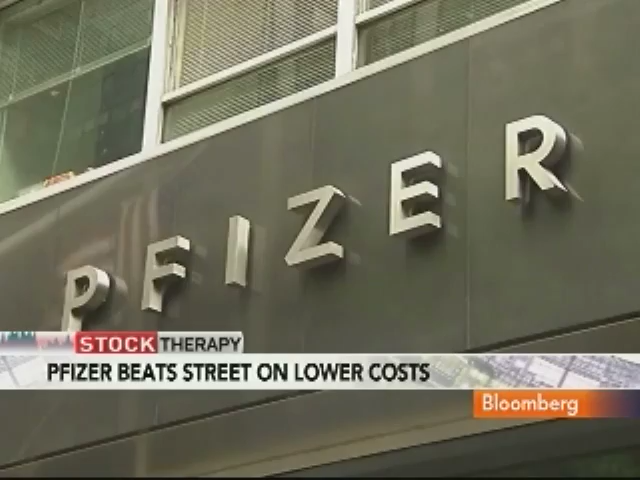 PFIZER
STOCK THERAPY
PFIZER BEATS STREET ON LOWER COSTS
Bloomberg